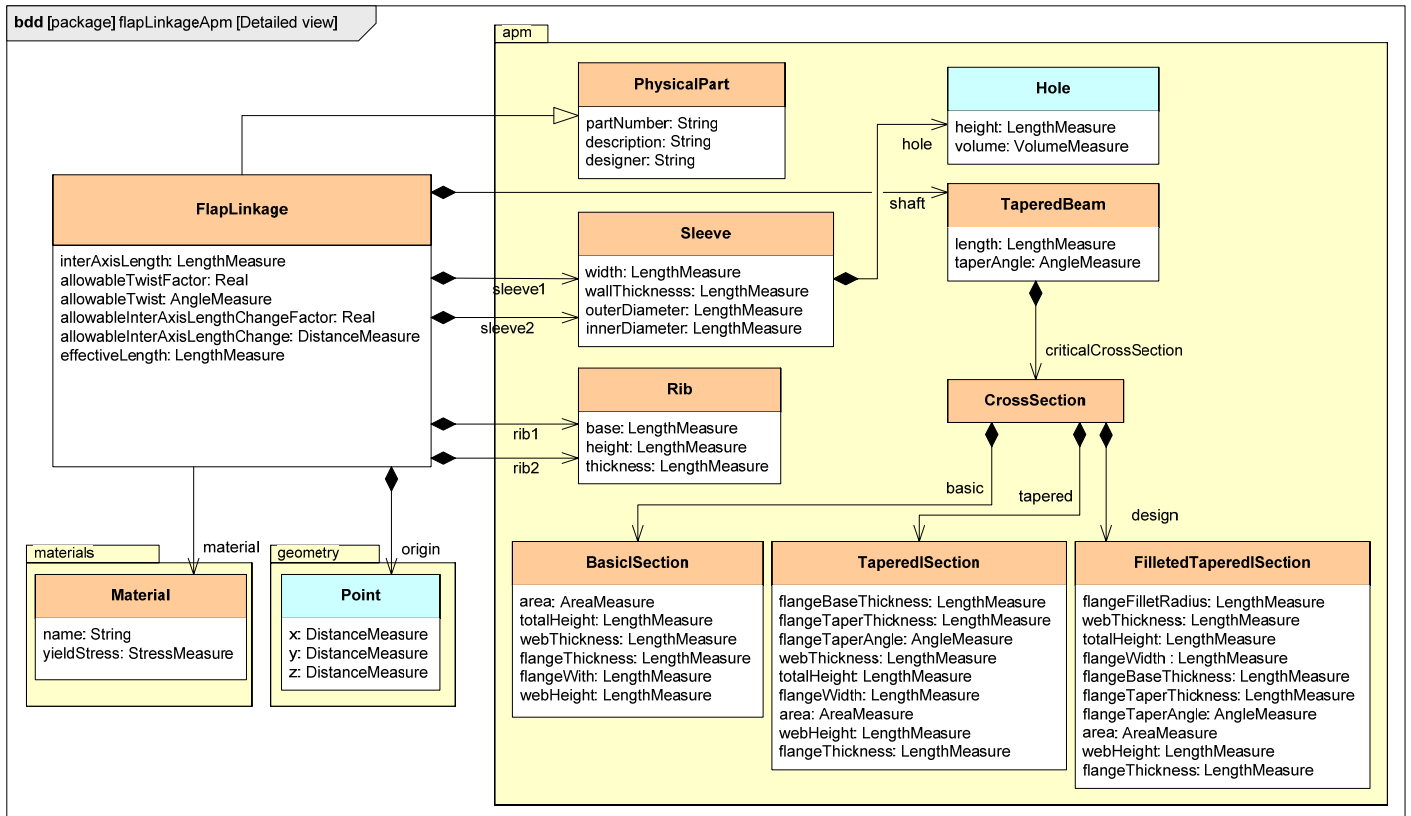 bdd [package] flapLinkageApm [Detailed view]
apm
PhysicalPart
partNumber: String
description: String
designer: String
Hole
height: LengthMeasure
volume: VolumeMeasure
hole
FlapLinkage
interAxisLength: LengthMeasure
allowableTwistFactor: Real
allowableTwist: AngleMeasure
allowableInterAxisLengthChangeFactor: Real
allowableInterAxisLengthChange: DistanceMeasure
effectiveLength: LengthMeasure
shaft
TaperedBeam
length: LengthMeasure
taperAngle: AngleMeasure
Sleeve
width: LengthMeasure
wallThicknesss: LengthMeasure
outerDiameter: LengthMeasure
innerDiameter: LengthMeasure
sleeve1
sleeve2
criticalCrossSection
Rib
base: LengthMeasure
height: LengthMeasure
thickness: LengthMeasure
rib1
rib2
CrossSection
basic
tapered
design
material
origin
materials
Material
name: String
yieldStress: StressMeasure
geometry
Point
x: DistanceMeasure
y: DistanceMeasure
z: DistanceMeasure
BasicISection
area: AreaMeasure
totalHeight: LengthMeasure
webThickness: LengthMeasure
flangeThickness: LengthMeasure
flangeWith: LengthMeasure
webHeight: LengthMeasure
TaperedISection
flangeBaseThickness: LengthMeasure
flangeTaperThickness: LengthMeasure
flangeTaperAngle: AngleMeasure
webThickness: LengthMeasure
totalHeight: LengthMeasure
flangeWidth: LengthMeasure
area: AreaMeasure
webHeight: LengthMeasure
flangeThickness: LengthMeasure
FilletedTaperedISection
flangeFilletRadius: LengthMeasure
webThickness: LengthMeasure
totalHeight: LengthMeasure
flangeWidth : LengthMeasure
flangeBaseThickness: LengthMeasure
flangeTaperThickness: LengthMeasure
flangeTaperAngle: AngleMeasure
area: AreaMeasure
webHeight: LengthMeasure
flangeThickness: LengthMeasure